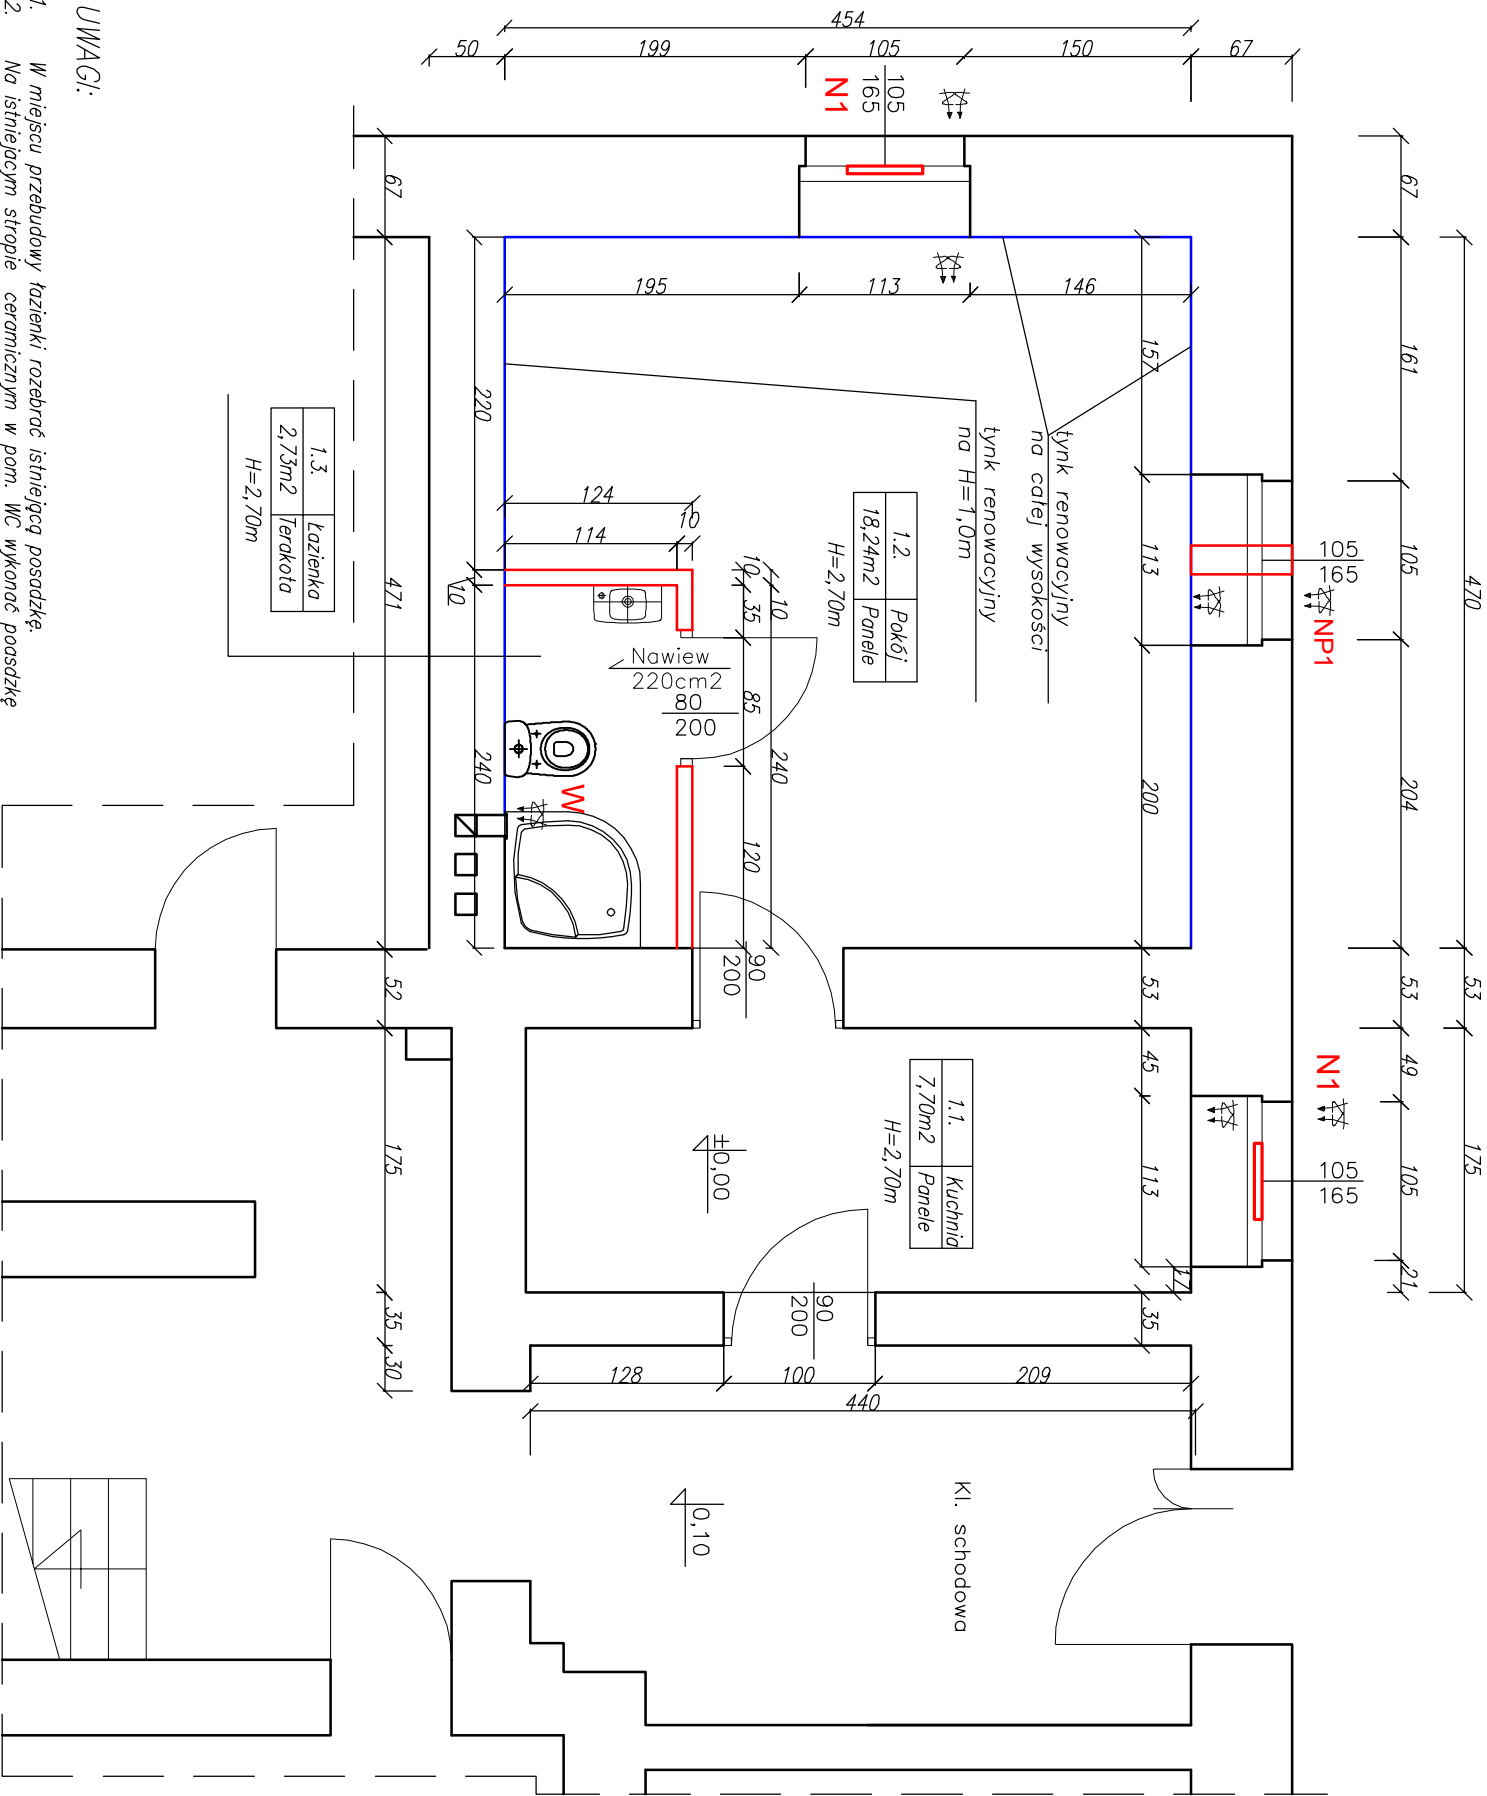 UWAGI:
1. W miejscu przebudowy łazienki rozebrać istniejącą posadzkę.
2. Na istniejącym stropie ceramicznym w pom. WC wykonać poasdzkę
454
50
199
105
150
67
105
165
N1
67
161
105
204
53
49
105
21
470
53
175
195
113
146
157
113
200
53
45
113
17
35
67
471
52
175
35
30
220
240
10
124
114
10
10
35
85
120
10
240
tynk renowacyjny
na całej wysokości
tynk renowacyjny
na H=1,0m
105
165
NP1
1.2. Pokój
18,24m2 Panele
H=2,70m
1.3. Łazienka
2,73m2 Terakota
H=2,70m
Nawiew
220cm2
80
200
W
90
200
N1
105
165
1.1. Kuchnia
7,70m2 Panele
H=2,70m
±0,00
90
200
128
100
209
440
Kl. schodowa
0,10